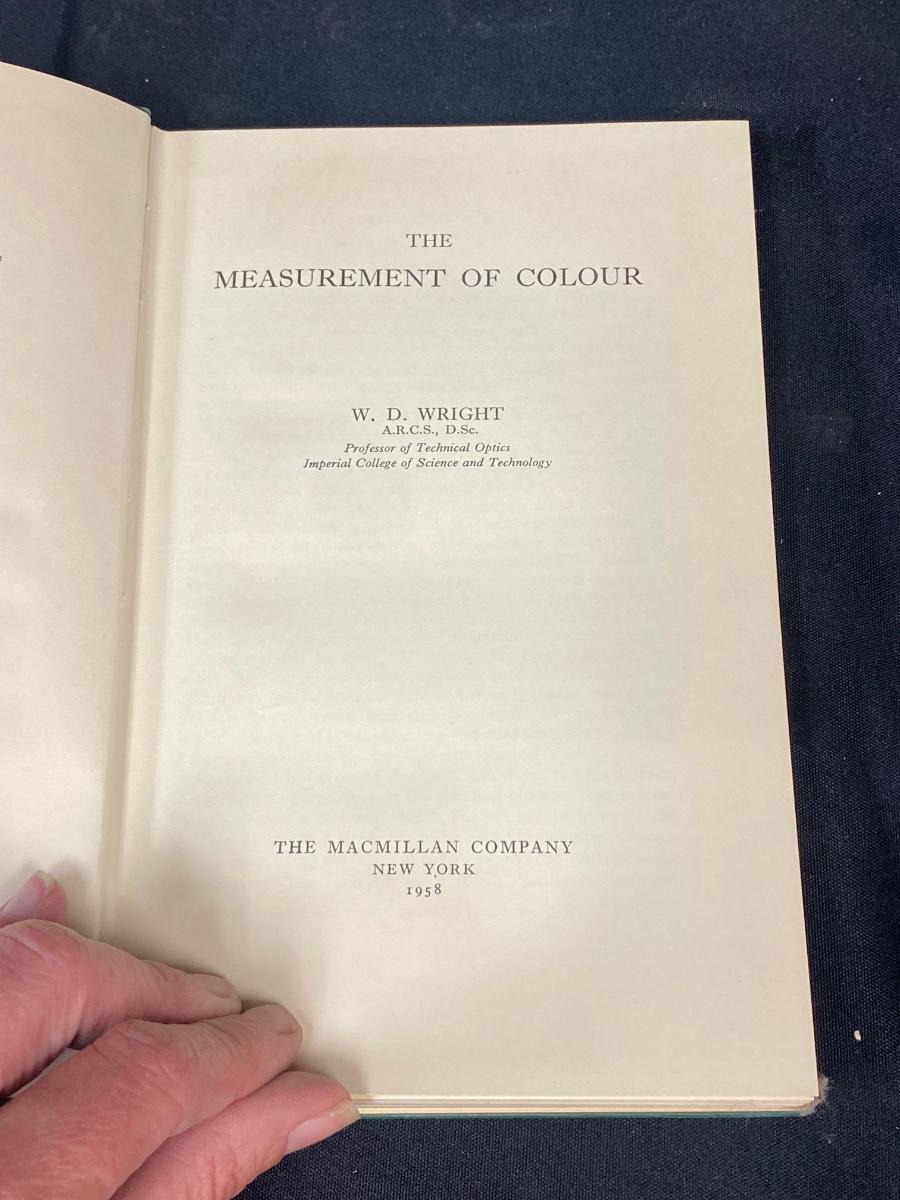 THE
MEASUREMENT OF COLOUR
W. D. WRIGHT
A.R.C.S., D.Sc.
Professor of Technical Optics
Imperial College of Science and Technology
THE MACMILLAN COMPANY
NEW YORK
1958